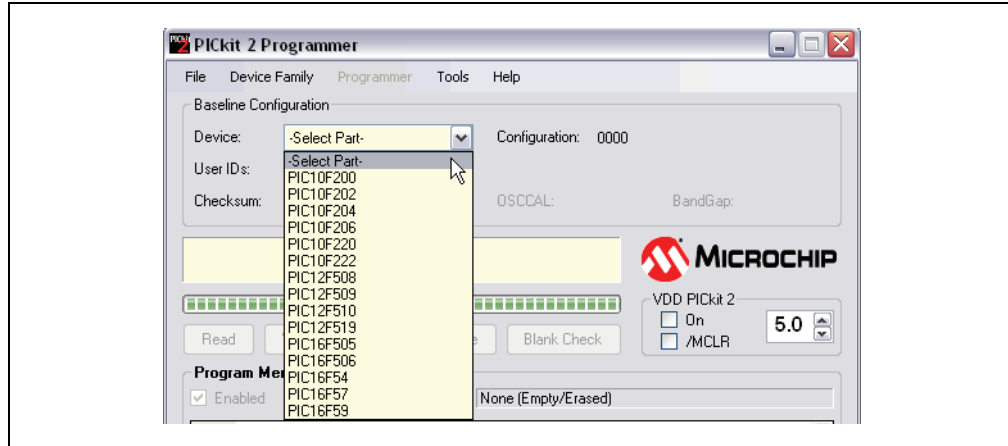 PICkit 2 Programmer
File Device Family Programmer Tools Help
Baseline Configuration
Device: -Select Part- Configuration: 0000
-Select Part-
User IDs:
PIC10F200
PIC10F202
Checksum: OSCCAL: BandGap:
PIC10F204
PIC10F206
PIC10F220
PIC10F222
MICROCHIP
PIC12F508
PIC12F509
PIC12F510
VDD PICkit 2
PIC12F519
On 5.0
PIC16F505
Read Blank Check
/MCLR
PIC16F506
Program Me
PIC16F54
Enabled None (Empty/Erased)
PIC16F57
PIC16F59